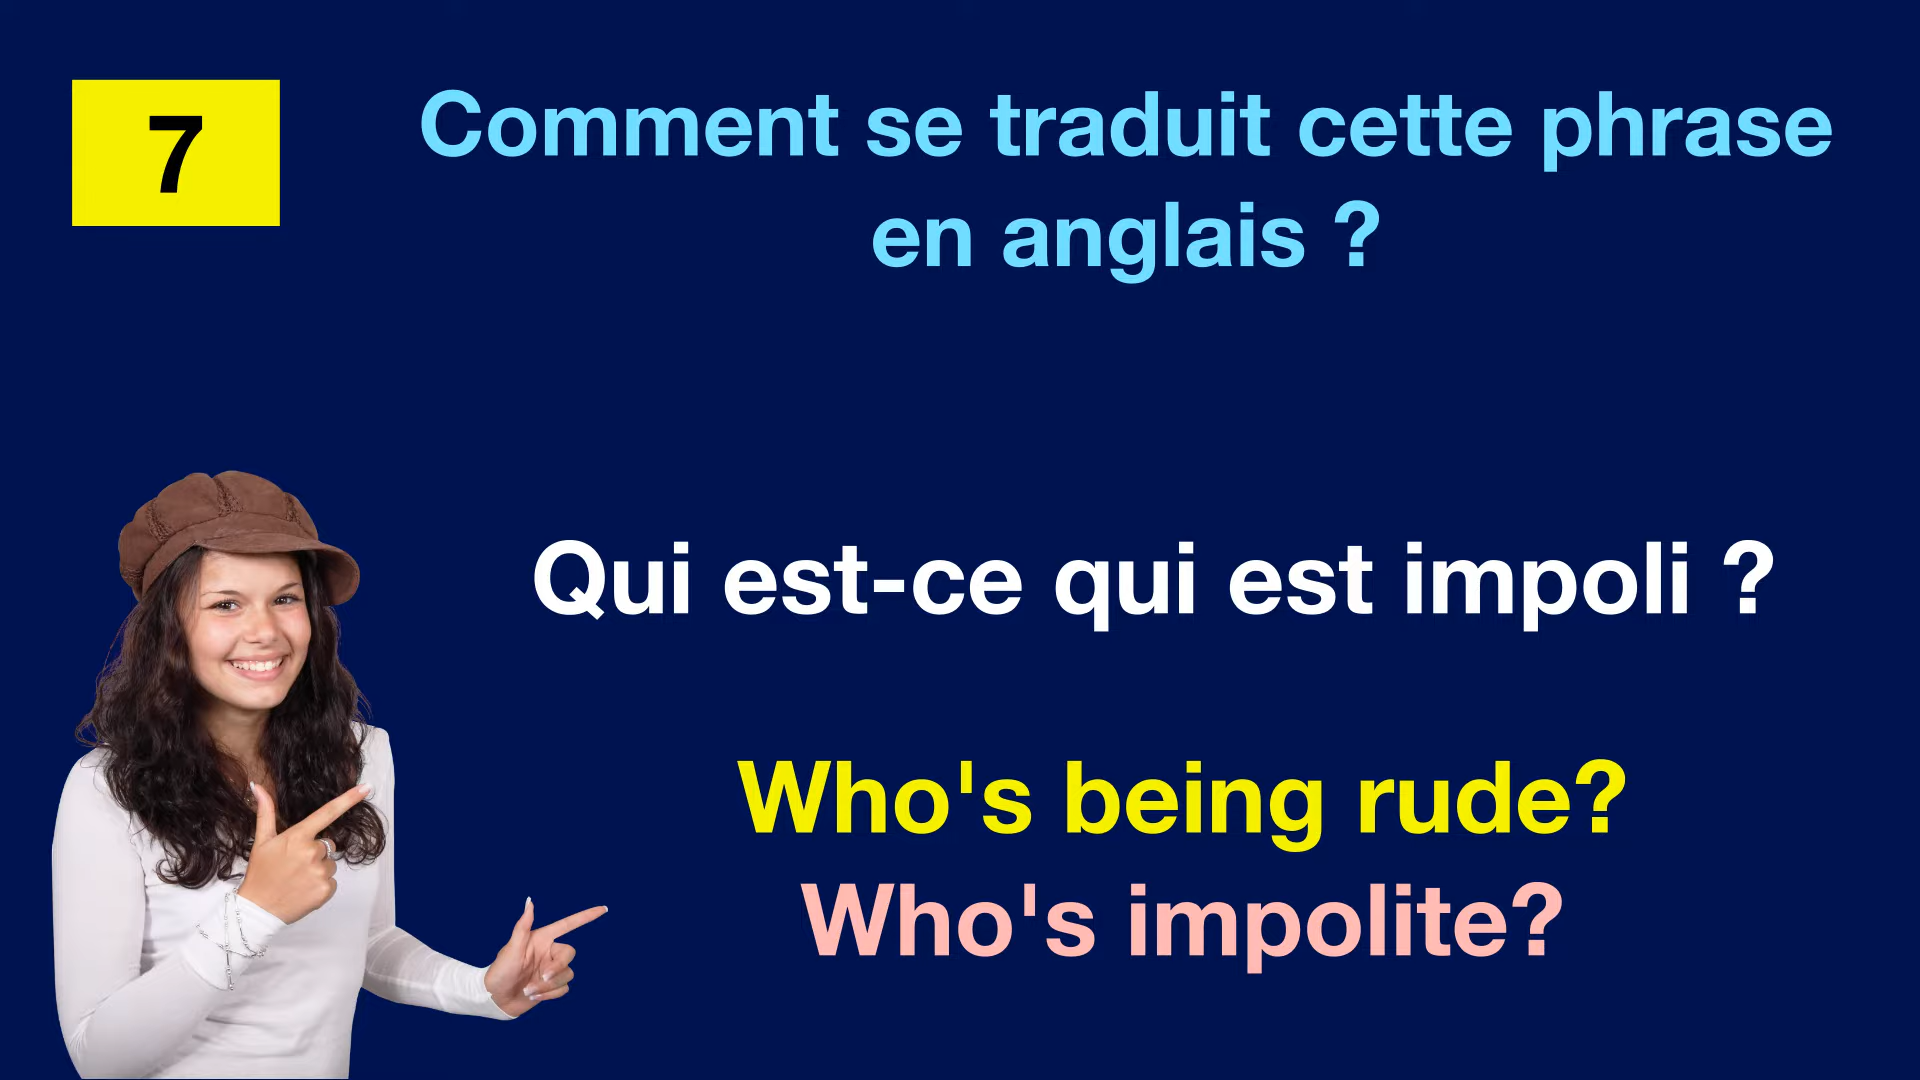 7
Comment se traduit cette phrase
en anglais ?
Qui est-ce qui est impoli ?
Who's being rude?
Who's impolite?